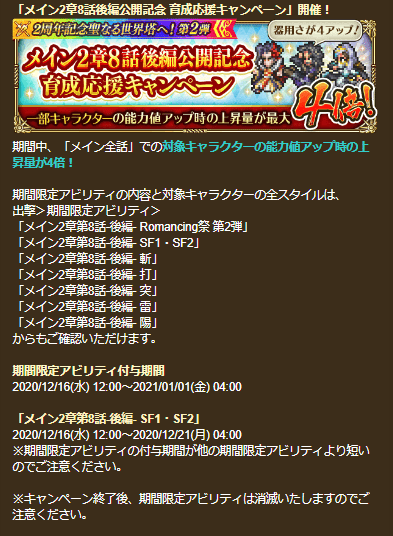 「メイン2章8話後編公開記念 育成応援キャンペーン」開催！
2周年記念聖なる世界塔へ！第2弾
器用さが4アップ！
メイン2章8話後編公開記念
育成応援キャンペーン
4倍！
一部キャラクターの能力値アップ時の上昇量が最大
期間中、「メイン全話」での対象キャラクターの能力値アップ時の上
昇量が4倍！
期間限定アビリティの内容と対象キャラクターの全スタイルは、
出撃＞期間限定アビリティ＞
「メイン2章第8話-後編- Romancing祭 第2弾」
「メイン2章第8話-後編- SF1・SF2」
「メイン2章第8話-後編- 斬」
「メイン2章第8話-後編- 打」
「メイン2章第8話-後編- 突」
「メイン2章第8話-後編- 雷」
「メイン2章第8話-後編- 陽」
からもご確認いただけます。
期間限定アビリティ付与期間
2020/12/16(水) 12:00～2021/01/01(金) 04:00
「メイン2章第8話-後編- SF1・SF2」
2020/12/16(水) 12:00～2020/12/21(月) 04:00
※期間限定アビリティの付与期間が他の期間限定アビリティより短い
のでご注意ください。
※キャンペーン終了後、期間限定アビリティは消滅いたしますのでご
注意ください。